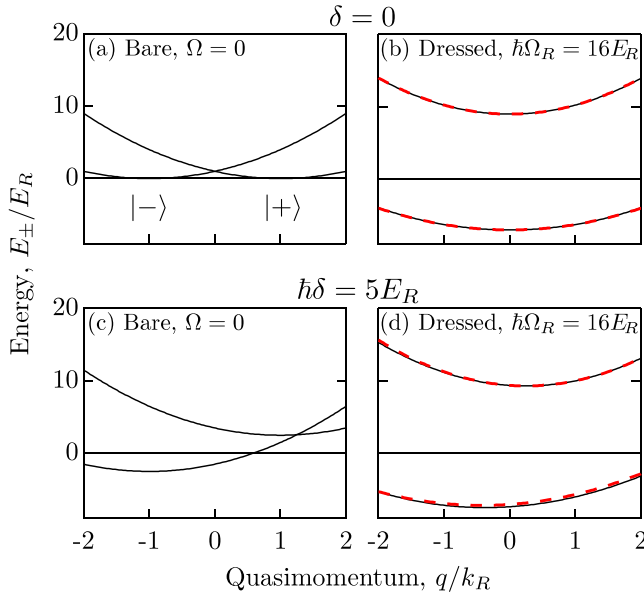 δ = 0
(a) Bare, Ω = 0
(b) Dressed, ℏΩ_R = 16E_R
20
10
0
|−⟩
|+⟩
Energy, E_±/E_R
ℏδ = 5E_R
(c) Bare, Ω = 0
(d) Dressed, ℏΩ_R = 16E_R
20
10
0
-2 -1 0 1 2
-2 -1 0 1 2
Quasimomentum, q/k_R